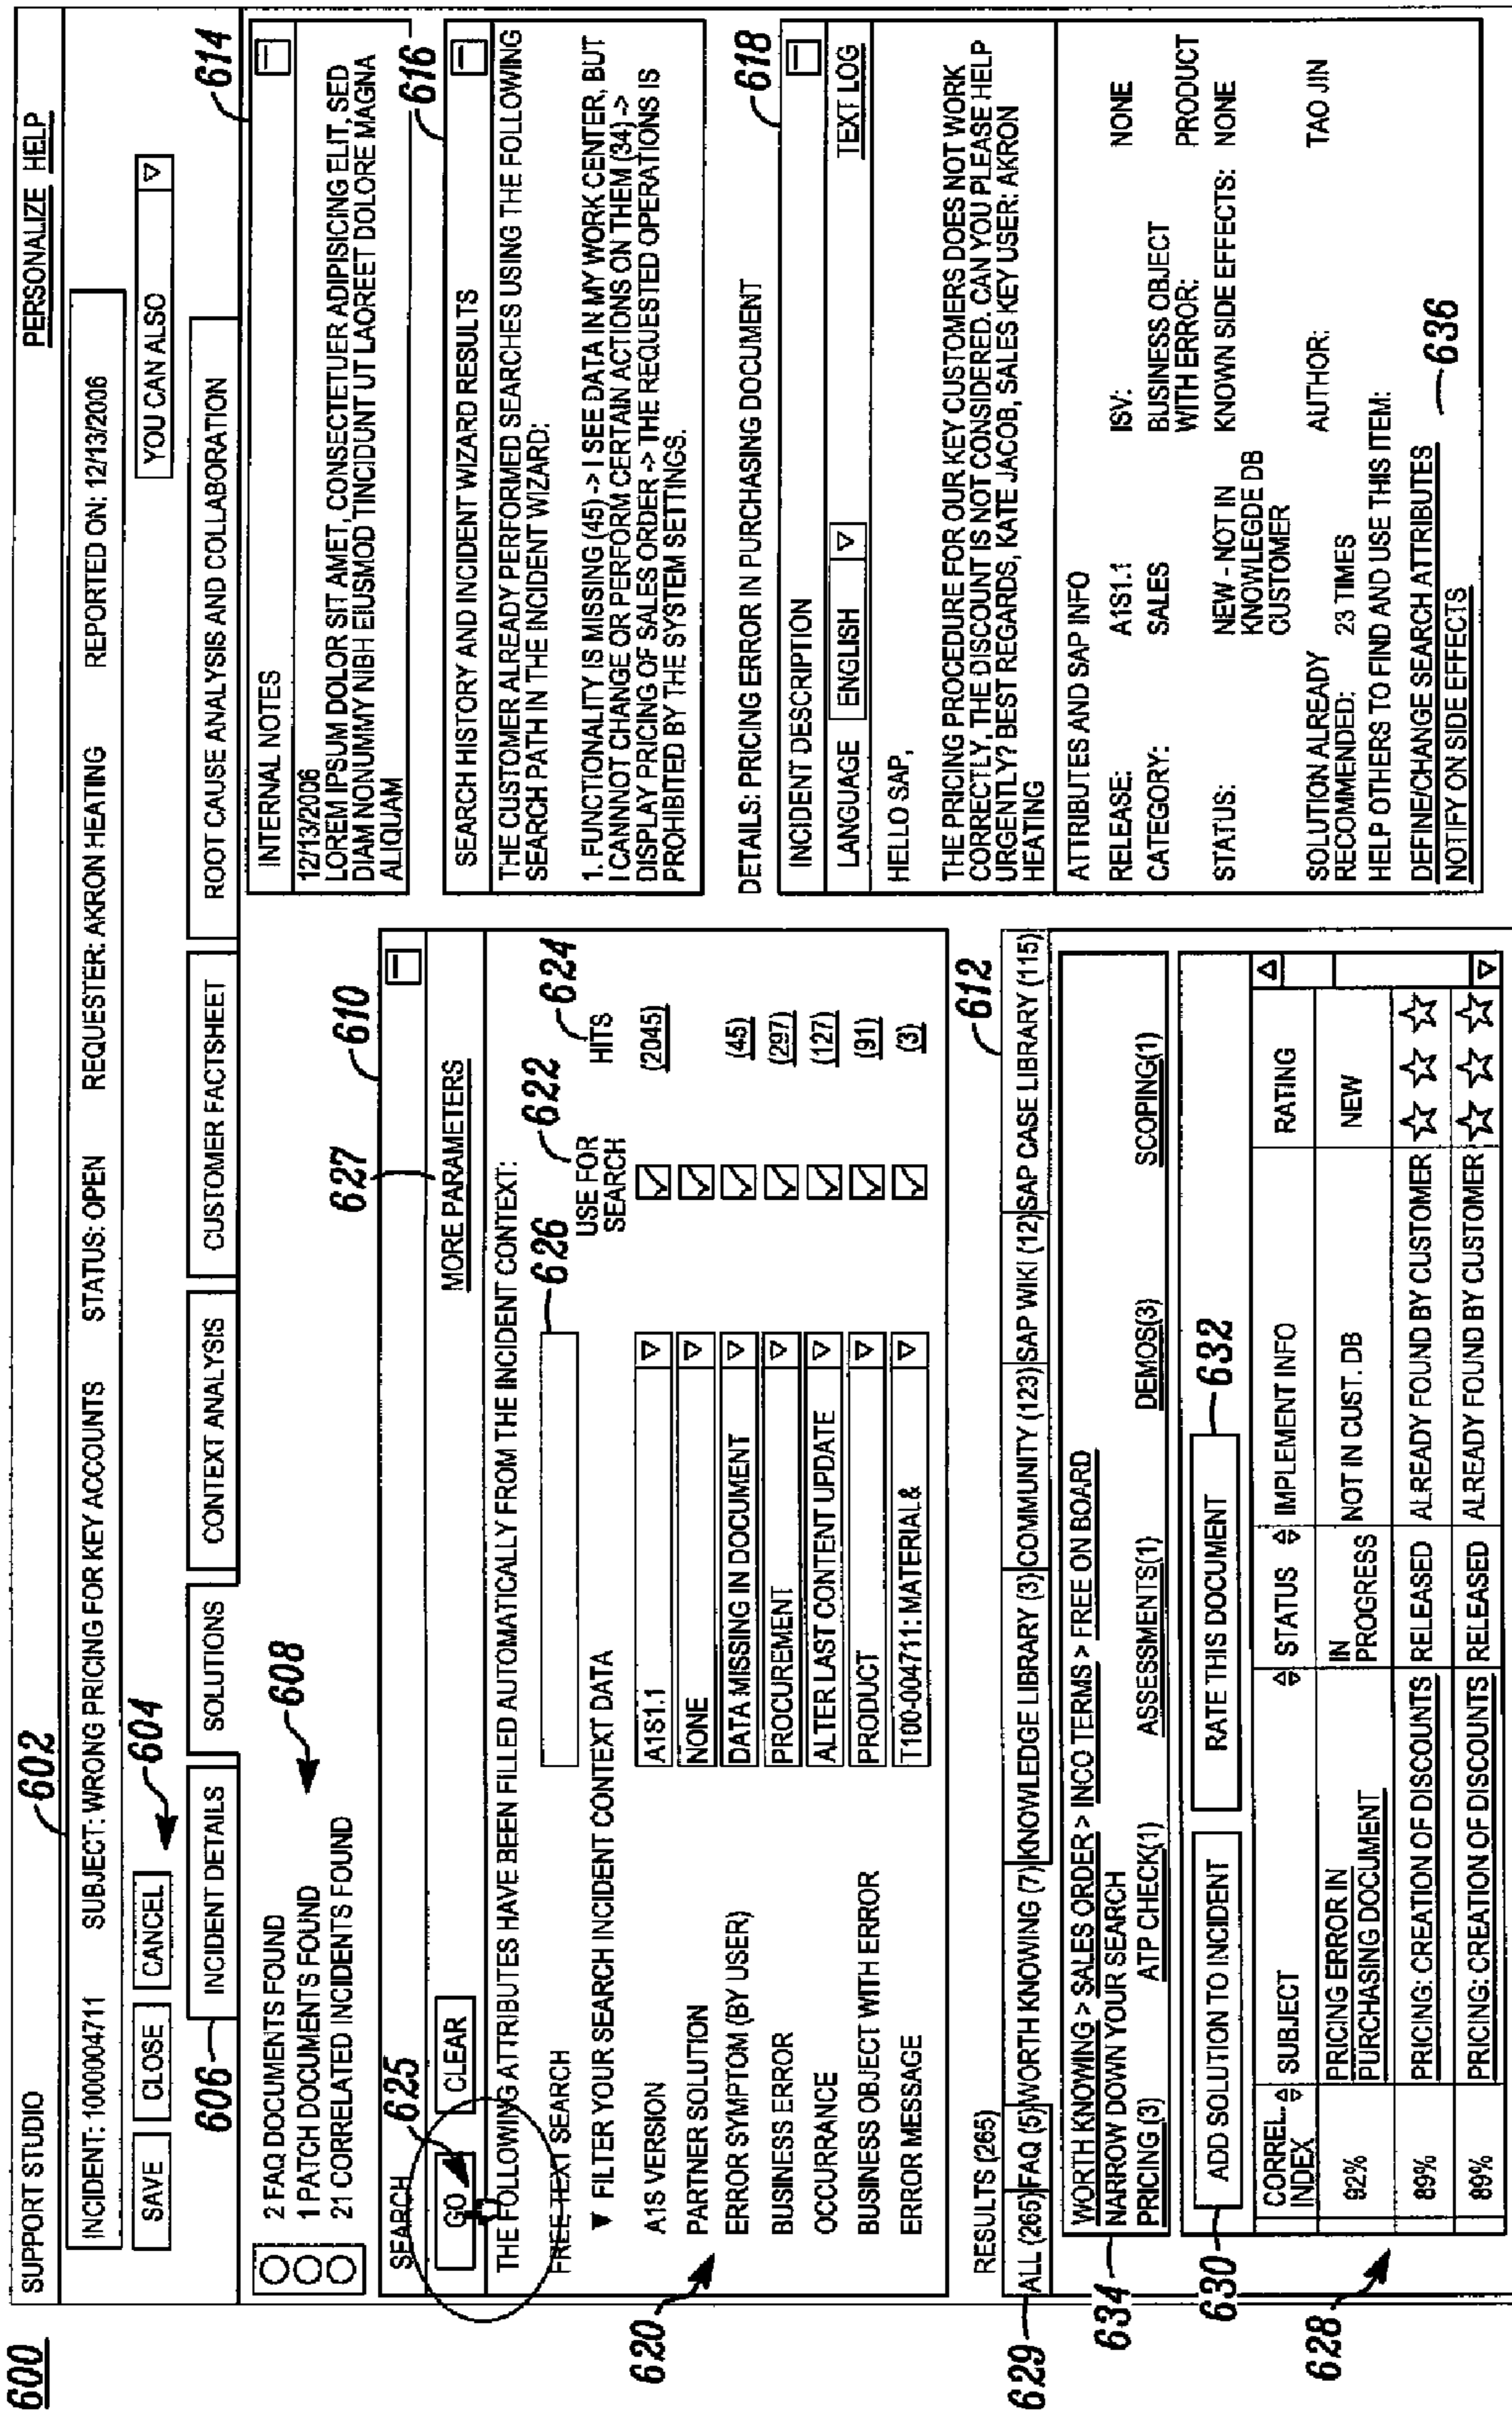 600
SUPPORT STUDIO
602
PERSONALIZE HELP
INCIDENT: 1000004711 SUBJECT: WRONG PRICING FOR KEY ACCOUNTS STATUS: OPEN REQUESTER: AKRON HEATING REPORTED ON: 12/13/2006
SAVE CLOSE CANCEL 604
YOU CAN ALSO
606
INCIDENT DETAILS SOLUTIONS CONTEXT ANALYSIS CUSTOMER FACTSHEET ROOT CAUSE ANALYSIS AND COLLABORATION
2 FAQ DOCUMENTS FOUND
1 PATCH DOCUMENTS FOUND
21 CORRELATED INCIDENTS FOUND
608
610
627
SEARCH
625
GO CLEAR
MORE PARAMETERS
THE FOLLOWING ATTRIBUTES HAVE BEEN FILLED AUTOMATICALLY FROM THE INCIDENT CONTEXT:
FREE TEXT SEARCH
626
▼ FILTER YOUR SEARCH INCIDENT CONTEXT DATA
USE FOR SEARCH
622
HITS
624
A1S VERSION A1S1.1 (2045)
PARTNER SOLUTION NONE
ERROR SYMPTOM (BY USER) DATA MISSING IN DOCUMENT (45)
BUSINESS ERROR PROCUREMENT (297)
OCCURRANCE ALTER LAST CONTENT UPDATE (127)
BUSINESS OBJECT WITH ERROR PRODUCT (91)
ERROR MESSAGE T100-004711: MATERIAL& (3)
620
612
RESULTS (265)
629
ALL (265) FAQ (5) WORTH KNOWING (7) KNOWLEDGE LIBRARY (3) COMMUNITY (123) SAP WIKI (12) SAP CASE LIBRARY (115)
634
WORTH KNOWING > SALES ORDER > INCO TERMS > FREE ON BOARD
NARROW DOWN YOUR SEARCH
PRICING (3) ATP CHECK(1) ASSESSMENTS(1) DEMOS(3) SCOPING(1)
630
ADD SOLUTION TO INCIDENT RATE THIS DOCUMENT 632
CORREL. INDEX SUBJECT STATUS IMPLEMENT INFO RATING
92% PRICING ERROR IN PURCHASING DOCUMENT IN PROGRESS NOT IN CUST. DB NEW
89% PRICING: CREATION OF DISCOUNTS RELEASED ALREADY FOUND BY CUSTOMER
89% PRICING: CREATION OF DISCOUNTS RELEASED ALREADY FOUND BY CUSTOMER
628
614
INTERNAL NOTES
12/13/2006
LOREM IPSUM DOLOR SIT AMET, CONSECTETUER ADIPISICING ELIT, SED
DIAM NONUMMY NIBH EIUSMOD TINCIDUNT UT LAOREET DOLORE MAGNA
ALIQUAM
616
SEARCH HISTORY AND INCIDENT WIZARD RESULTS
THE CUSTOMER ALREADY PERFORMED SEARCHES USING THE FOLLOWING
SEARCH PATH IN THE INCIDENT WIZARD:
1. FUNCTIONALITY IS MISSING (45) -> I SEE DATA IN MY WORK CENTER, BUT
I CANNNOT CHANGE OR PERFORM CERTAIN ACTIONS ON THEM (34) ->
DISPLAY PRICING OF SALES ORDER -> THE REQUESTED OPERATIONS IS
PROHIBITED BY THE SYSTEM SETTINGS.
DETAILS: PRICING ERROR IN PURCHASING DOCUMENT
618
INCIDENT DESCRIPTION
LANGUAGE ENGLISH TEXT LOG
HELLO SAP,
THE PRICING PROCEDURE FOR OUR KEY CUSTOMERS DOES NOT WORK
CORRECTLY. THE DISCOUNT IS NOT CONSIDERED. CAN YOU PLEASE HELP
URGENTLY? BEST REGARDS, KATE JACOB, SALES KEY USER: AKRON
HEATING
ATTRIBUTES AND SAP INFO
RELEASE: A1S1.1 ISV: NONE
CATEGORY: SALES BUSINESS OBJECT WITH ERROR: PRODUCT
STATUS: NEW - NOT IN KNOWLEGDE DB CUSTOMER KNOWN SIDE EFFECTS: NONE
SOLUTION ALREADY RECOMMENDED: 23 TIMES AUTHOR: TAO JIN
HELP OTHERS TO FIND AND USE THIS ITEM:
DEFINE/CHANGE SEARCH ATTRIBUTES
NOTIFY ON SIDE EFFECTS
636